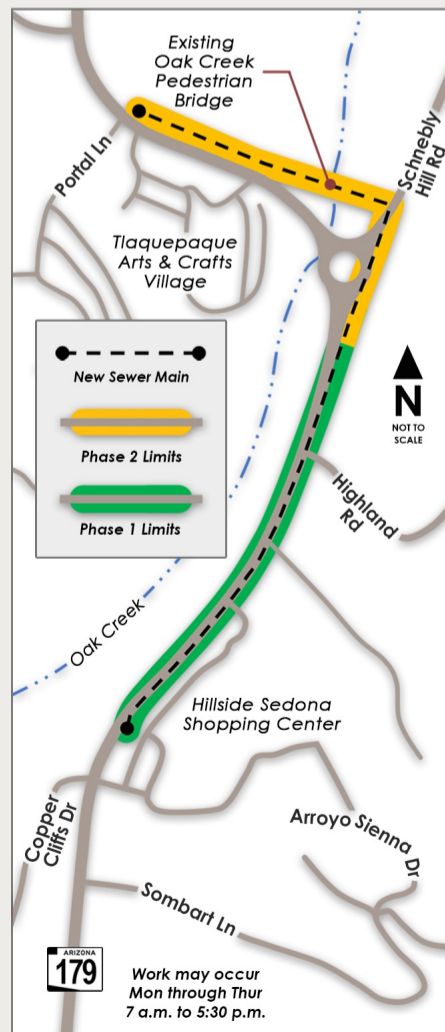 Existing
Oak Creek
Pedestrian
Bridge
Schnebly
Hill Rd
Portal Ln
Tlaquepaque
Arts & Crafts
Village
New Sewer Main
Phase 2 Limits
Phase 1 Limits
N
NOT TO
SCALE
Highland
Rd
Oak Creek
Hillside Sedona
Shopping Center
Copper
Cliffs Dr
Arroyo Sienna
Dr
Sombart Ln
ARIZONA
179
Work may occur
Mon through Thur
7 a.m. to 5:30 p.m.